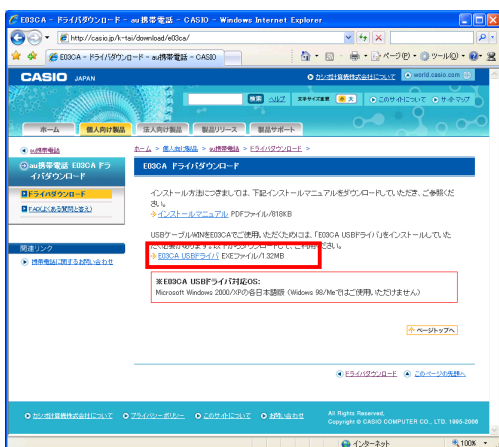 E03CA - ドライバダウンロード - au携帯電話 - CASIO - Windows Internet Explorer
http://casio.jp/k-tai/download/e03ca/
E03CA - ドライバダウンロード - au携帯電話 - CASIO
ページ(P)
ツール(O)
CASIO JAPAN
カシオ計算機株式会社について
world.casio.com
検索
ヘルプ
文字サイズ変更
大
このサイトについて
サイトマップ
ホーム
個人向け製品
法人向け製品
製品リリース
製品サポート
au携帯電話
ホーム > 個人向け製品 > au携帯電話 > ドライバダウンロード >
au携帯電話 E03CA ドライバダウンロード
ドライバダウンロード
FAQ(よくある質問と答え)
関連リンク
携帯電話に関するお問い合わせ
E03CA ドライバダウンロード
インストール方法につきましては、下記インストールマニュアルをダウンロードしていただき、ご参照くだ
さい。
インストールマニュアル PDFファイル/818KB
USBケーブルWINをE03CAでご使用いただくためには、「E03CA USBドライバ」をインストールしていた
だく必要があります。以下からダウンロードして、ご利用ください。
E03CA USBドライバ EXEファイル/1.32MB
※E03CA USBドライバ対応OS:
Microsoft Windows 2000/XPの各日本語版 (Widows 98/Meではご使用いただけません)
ページトップへ
ドライバダウンロード
このページの先頭へ
カシオ計算機株式会社について
プライバシーポリシー
このサイトについて
お問い合わせ
All Rights Reserved,
Copyright © CASIO COMPUTER CO., LTD. 1995-2006
インターネット
100%